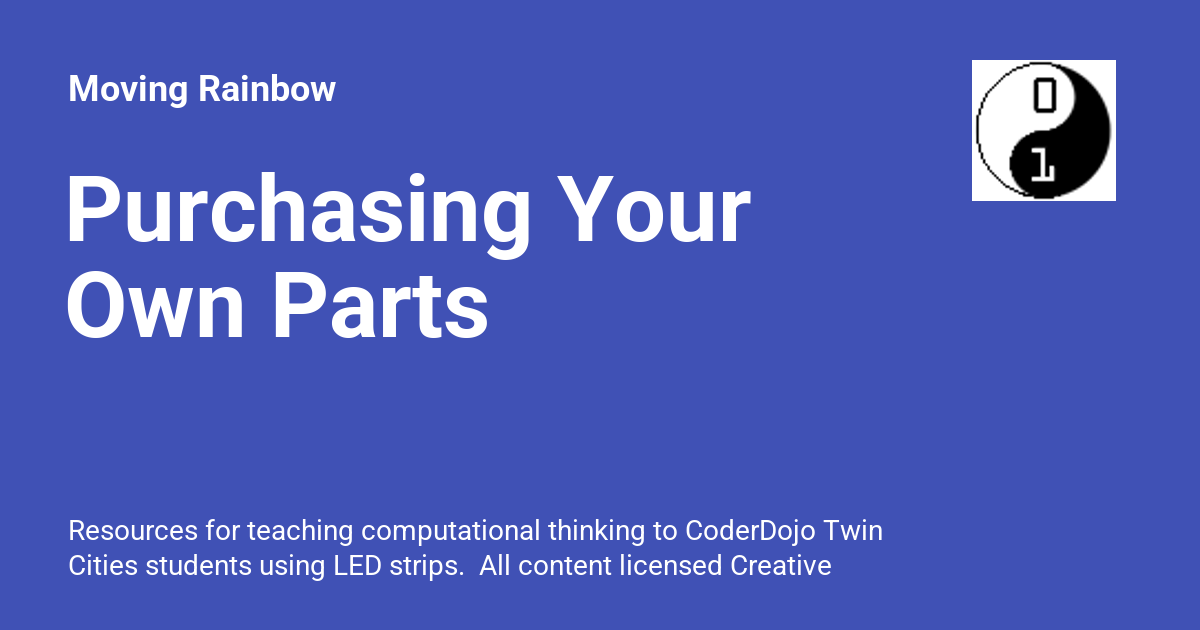 Moving Rainbow
0
1
Purchasing Your
Own Parts
Resources for teaching computational thinking to CoderDojo Twin
Cities students using LED strips.  All content licensed Creative